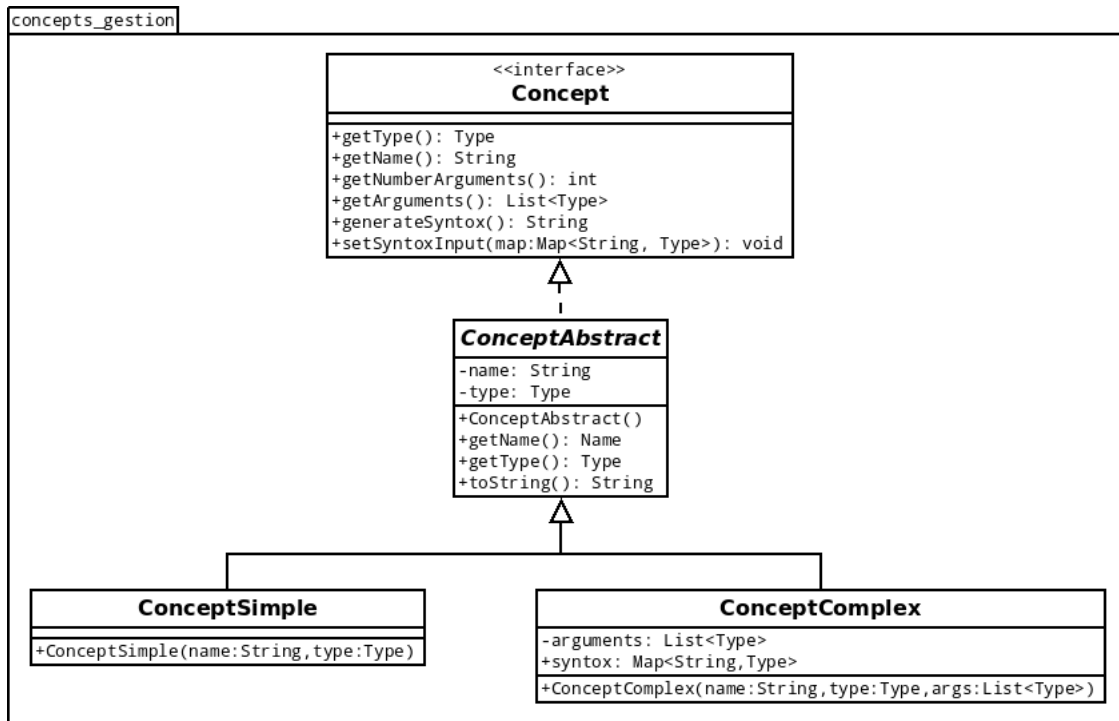 concepts_gestion
<<interface>>
Concept
+getType(): Type
+getName(): String
+getNumberArguments(): int
+getArguments(): List<Type>
+generateSyntox(): String
+setSyntoxInput(map:Map<String, Type>): void
ConceptAbstract
-name: String
-type: Type
+ConceptAbstract()
+getName(): Name
+getType(): Type
+toString(): String
ConceptSimple
+ConceptSimple(name:String,type:Type)
ConceptComplex
-arguments: List<Type>
+syntox: Map<String,Type>
+ConceptComplex(name:String,type:Type,args:List<Type>)